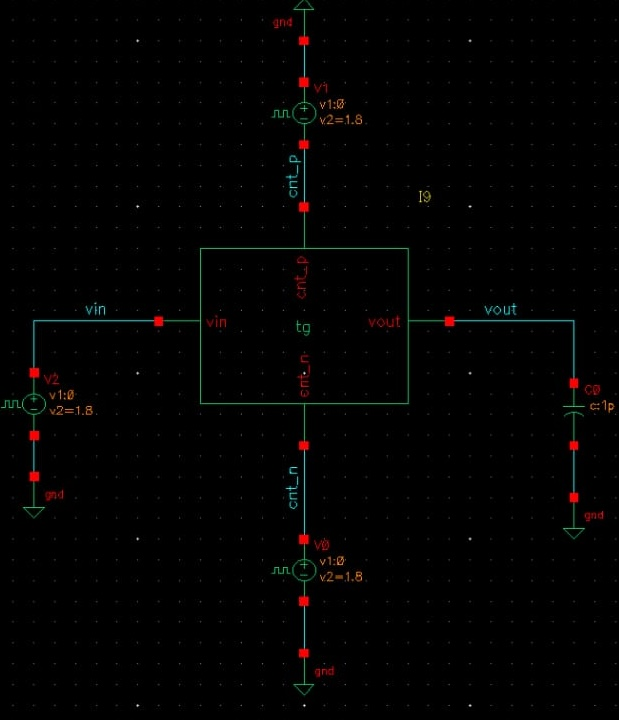 gnd
V1
v1:0
v2=1.8
cnt_p
I9
cnt_p
vin
vin
tg
vout
vout
cnt_n
V2
v1:0
v2=1.8
gnd
C0
c:1p
gnd
cnt_n
V0
v1:0
v2=1.8
gnd